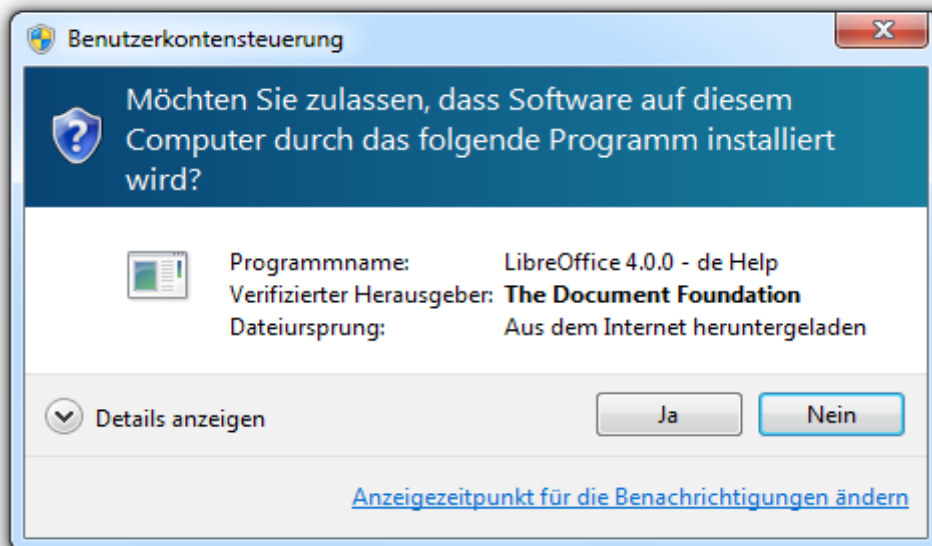 Benutzerkontensteuerung
Möchten Sie zulassen, dass Software auf diesem
Computer durch das folgende Programm installiert
wird?
Programmname: LibreOffice 4.0.0 - de Help
Verifizierter Herausgeber: The Document Foundation
Dateiursprung: Aus dem Internet heruntergeladen
Details anzeigen Ja Nein
Anzeigezeitpunkt für die Benachrichtigungen ändern